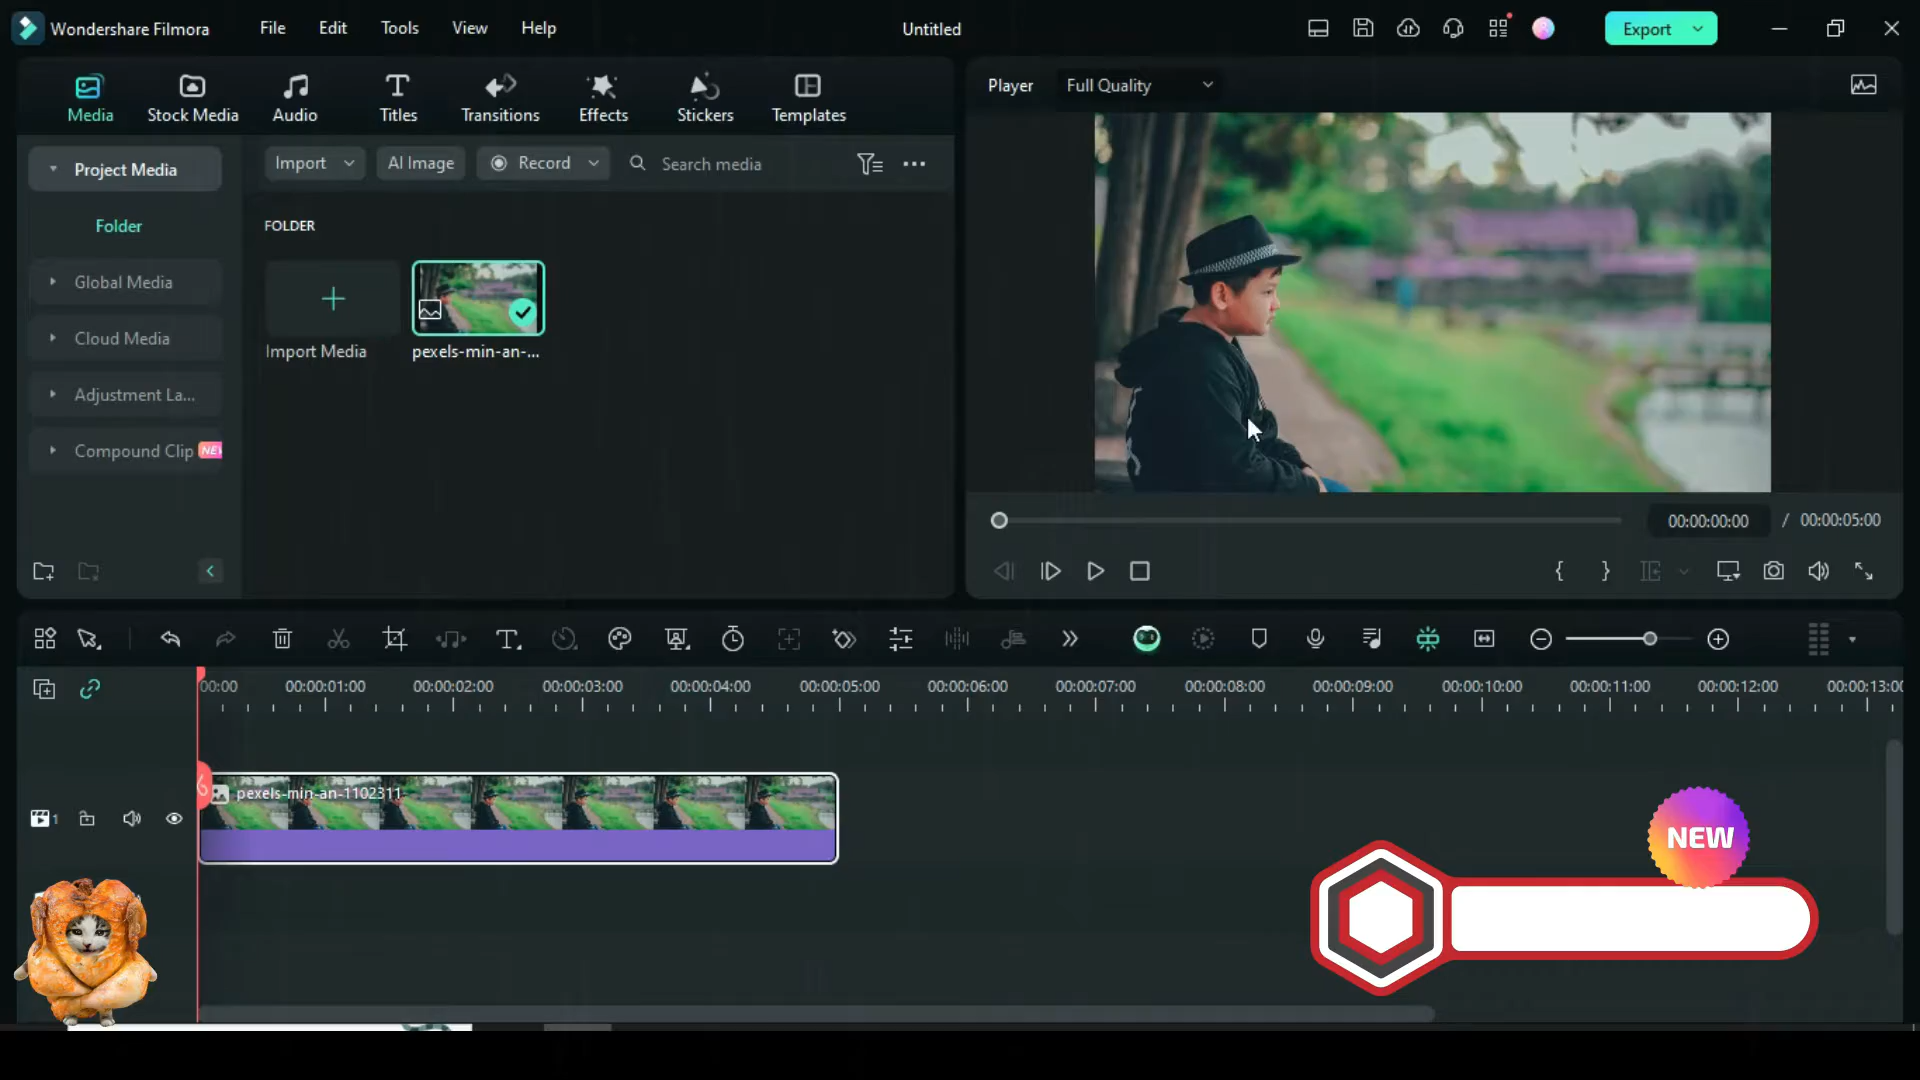 Wondershare Filmora File Edit Tools View Help Untitled Export
Media Stock Media Audio Titles Transitions Effects Stickers Templates
Player Full Quality
Project Media
Import AI Image Record Search media
Folder
FOLDER
Global Media
Cloud Media
Import Media pexels-min-an-...
Adjustment La...
Compound Clip NEW
00:00:00:00 / 00:00:05:00
00:00 00:00:01:00 00:00:02:00 00:00:03:00 00:00:04:00 00:00:05:00 00:00:06:00 00:00:07:00 00:00:08:00 00:00:09:00 00:00:10:00 00:00:11:00 00:00:12:00 00:00:13:00
pexels-min-an-1102311
1
NEW